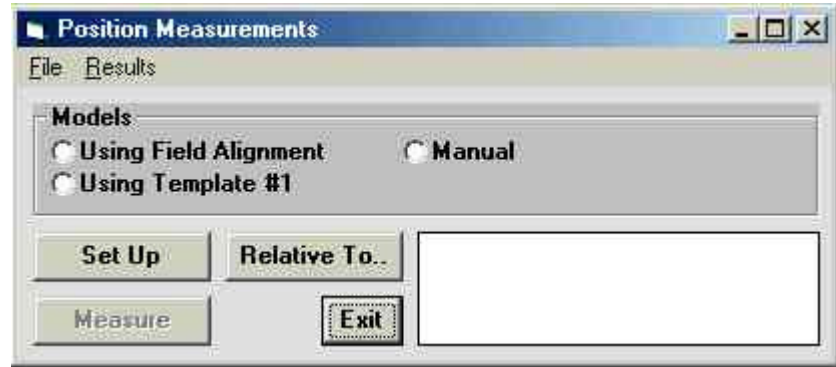 Position Measurements
File Results
Models
Using Field Alignment Manual
Using Template #1
Set Up Relative To..
Measure Exit